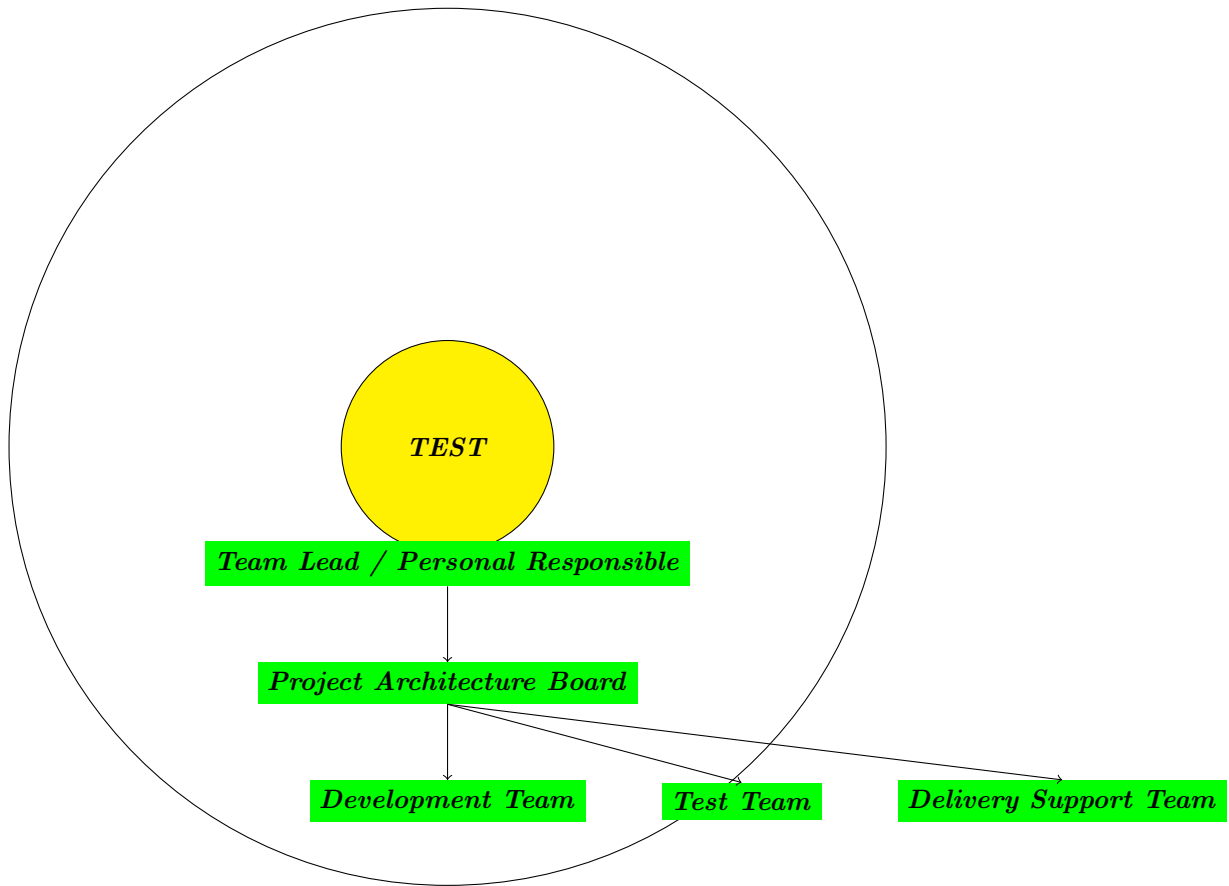 TEST
Team Lead / Personal Responsible
Project Architecture Board
Development Team
Test Team
Delivery Support Team